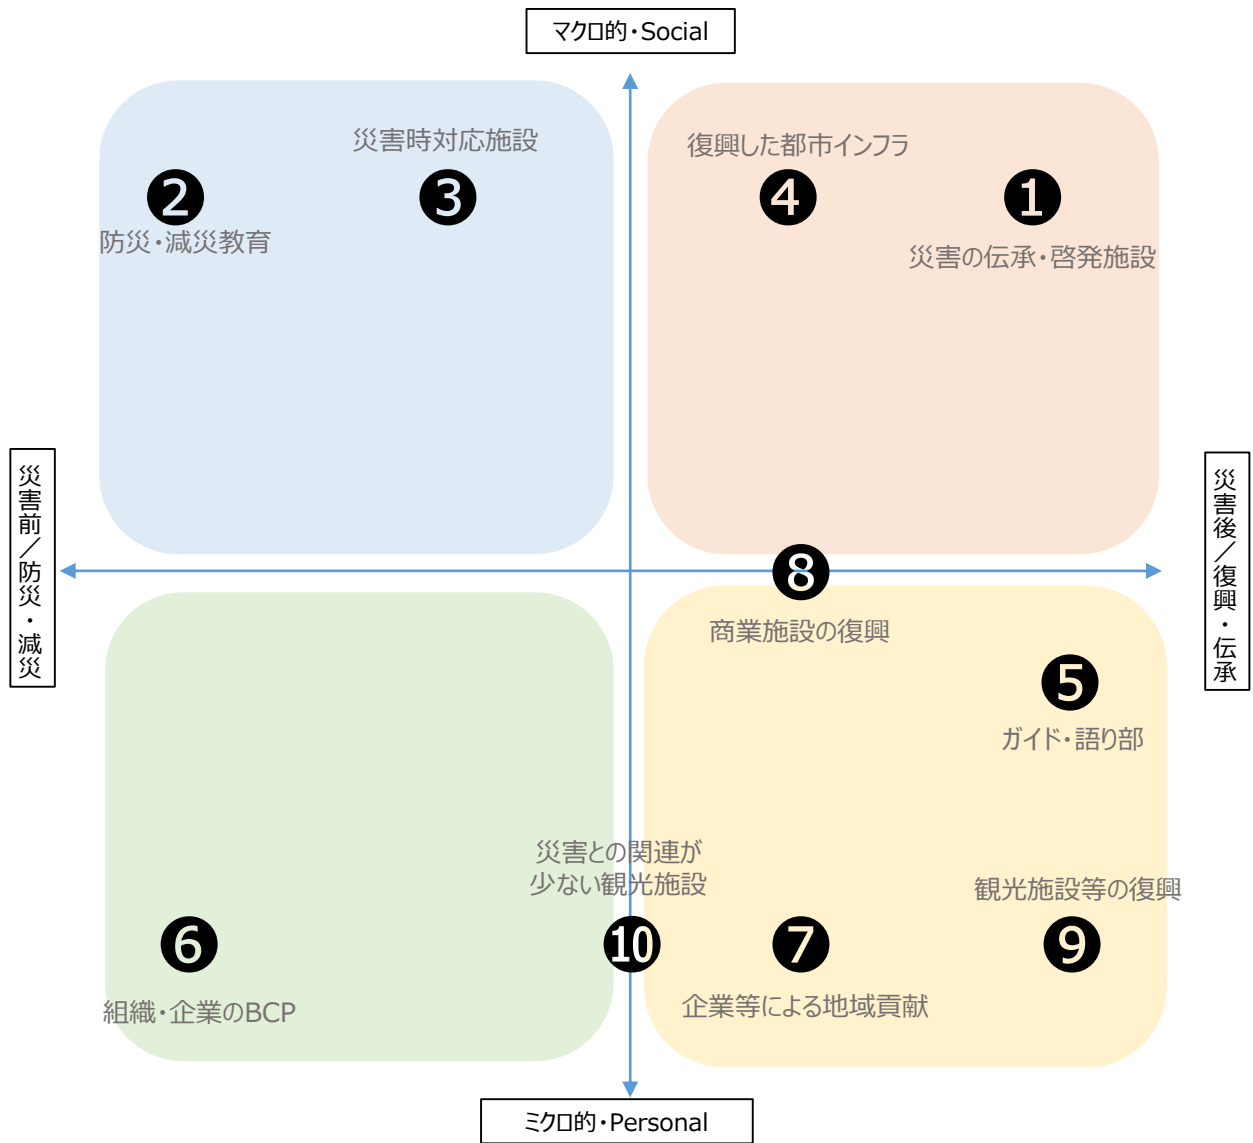 マクロ的・Social
災害時対応施設
復興した都市インフラ
❷
❸
❹
❶
防災・減災教育
災害の伝承・啓発施設
災害前／防災・減災
災害後／復興・伝承
❽
商業施設の復興
❺
ガイド・語り部
災害との関連が
少ない観光施設
観光施設等の復興
❻
❿
❼
❾
組織・企業のBCP
企業等による地域貢献
ミクロ的・Personal